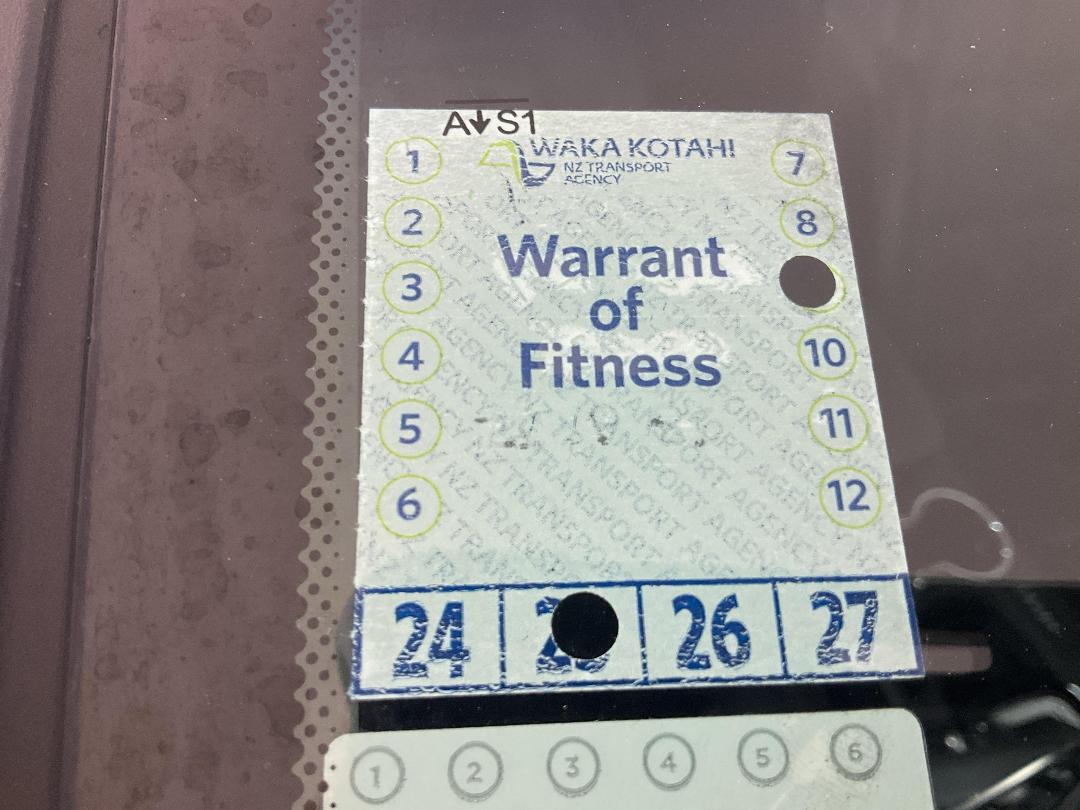 A↓S1
WAKA KOTAHI
NZ TRANSPORT
AGENCY
Warrant
of
Fitness
1
2
3
4
5
6
7
8
10
11
12
24 26 27
1 2 3 4 5 6